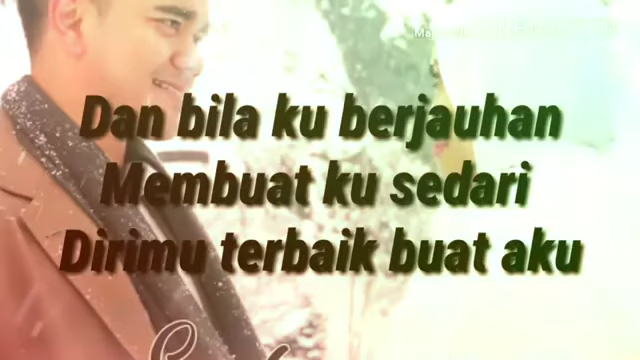 Dan bila ku berjauhan
Membuat ku sedari
Dirimu terbaik buat aku